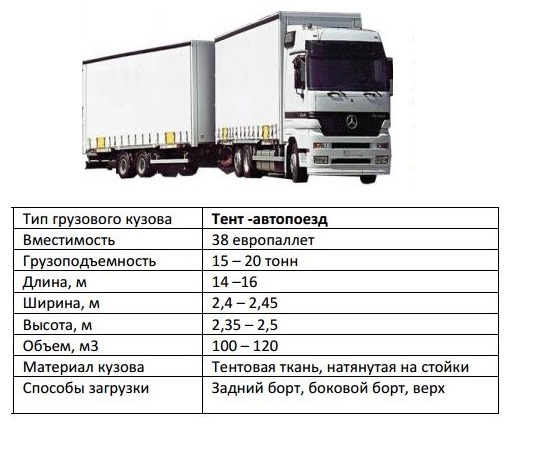 Тип грузового кузова Тент -автопоезд
Вместимость 38 европаллет
Грузоподъемность 15 – 20 тонн
Длина, м 14 –16
Ширина, м 2,4 – 2,45
Высота, м 2,35 – 2,5
Объем, м3 100 – 120
Материал кузова Тентовая ткань, натянутая на стойки
Способы загрузки Задний борт, боковой борт, верх